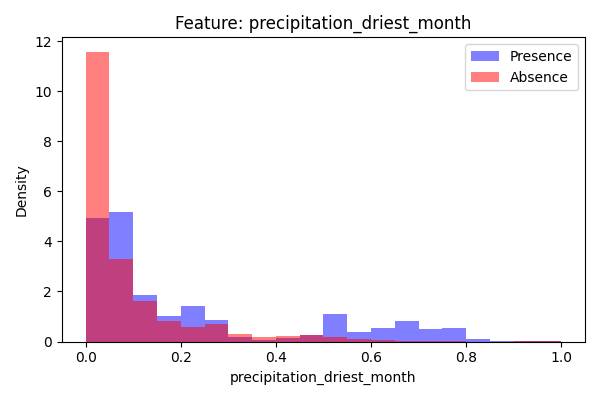 Feature: precipitation_driest_month
Presence
Absence
Density
12
10
8
6
4
2
0
0.0 0.2 0.4 0.6 0.8 1.0
precipitation_driest_month